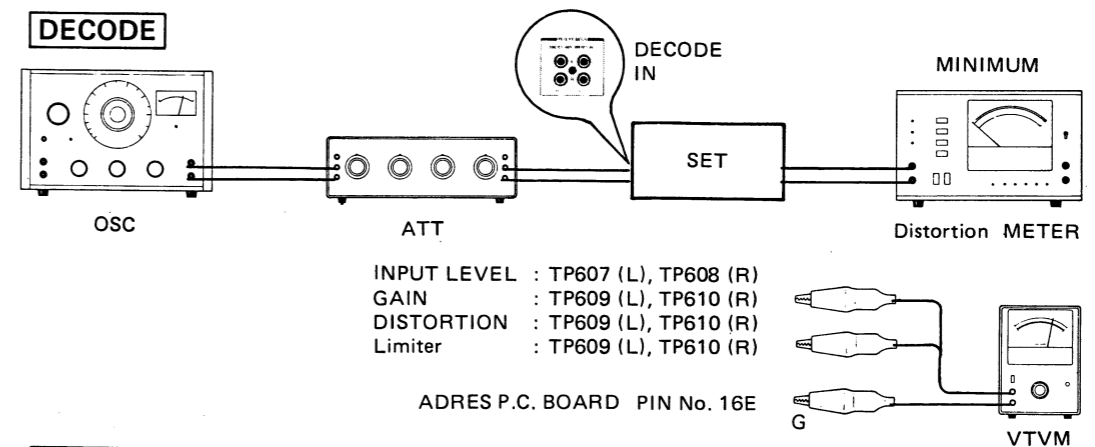 DECODE
DECODE
IN
MINIMUM
SET
OSC
ATT
Distortion METER
INPUT LEVEL : TP607 (L), TP608 (R)
GAIN : TP609 (L), TP610 (R)
DISTORTION : TP609 (L), TP610 (R)
Limiter : TP609 (L), TP610 (R)
ADRES P.C. BOARD PIN No. 16E
G
VTVM